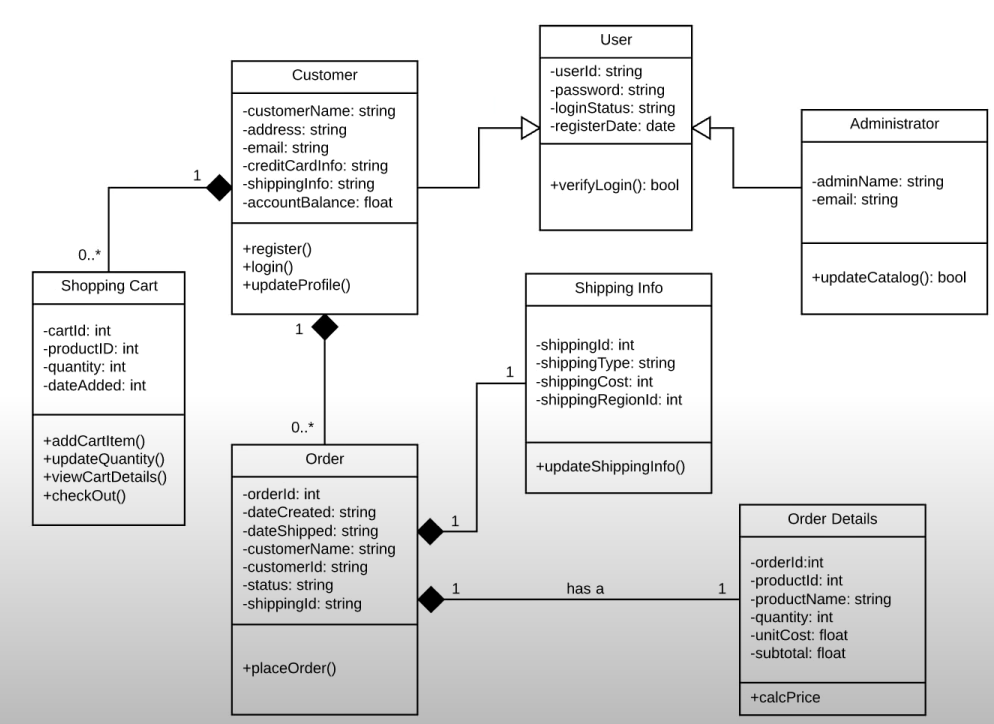 User
-userId: string
-password: string
-loginStatus: string
-registerDate: date
+verifyLogin(): bool
Customer
-customerName: string
-address: string
-email: string
-creditCardInfo: string
-shippingInfo: string
-accountBalance: float
+register()
+login()
+updateProfile()
Administrator
-adminName: string
-email: string
+updateCatalog(): bool
1
0..*
Shopping Cart
-cartId: int
-productID: int
-quantity: int
-dateAdded: int
+addCartItem()
+updateQuantity()
+viewCartDetails()
+checkOut()
1
0..*
Shipping Info
-shippingId: int
-shippingType: string
-shippingCost: int
-shippingRegionId: int
+updateShippingInfo()
1
1
Order
-orderId: int
-dateCreated: string
-dateShipped: string
-customerName: string
-customerId: string
-status: string
-shippingId: string
+placeOrder()
1 has a 1
Order Details
-orderId:int
-productId: int
-productName: string
-quantity: int
-unitCost: float
-subtotal: float
+calcPrice